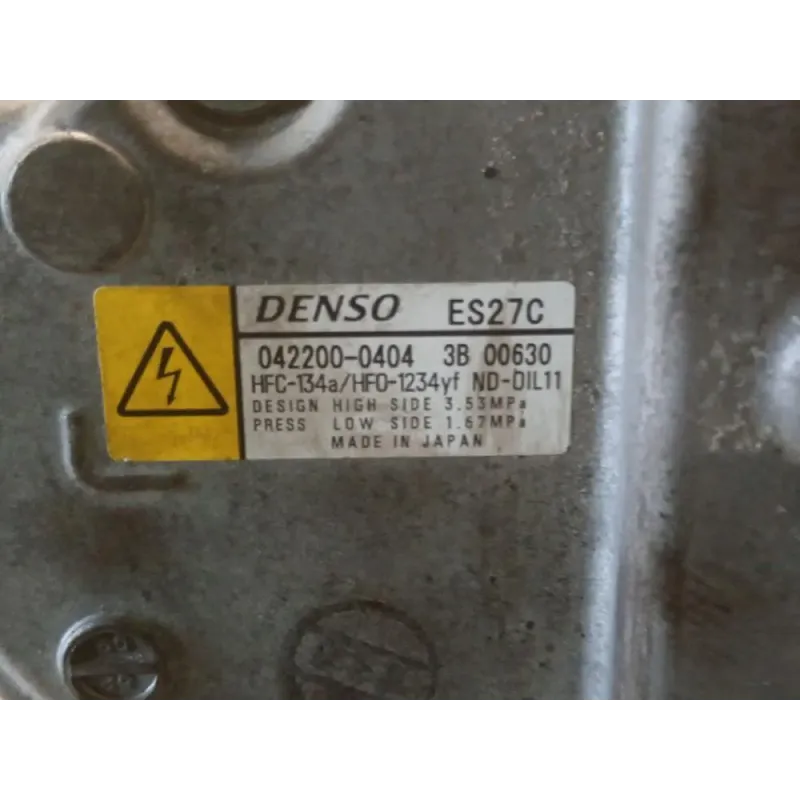 DENSO ES27C
042200-0404 3B 00630
HFC-134a/HFO-1234yf ND-OIL11
DESIGN HIGH SIDE 3.53MPa
PRESS LOW SIDE 1.67MPa
MADE IN JAPAN